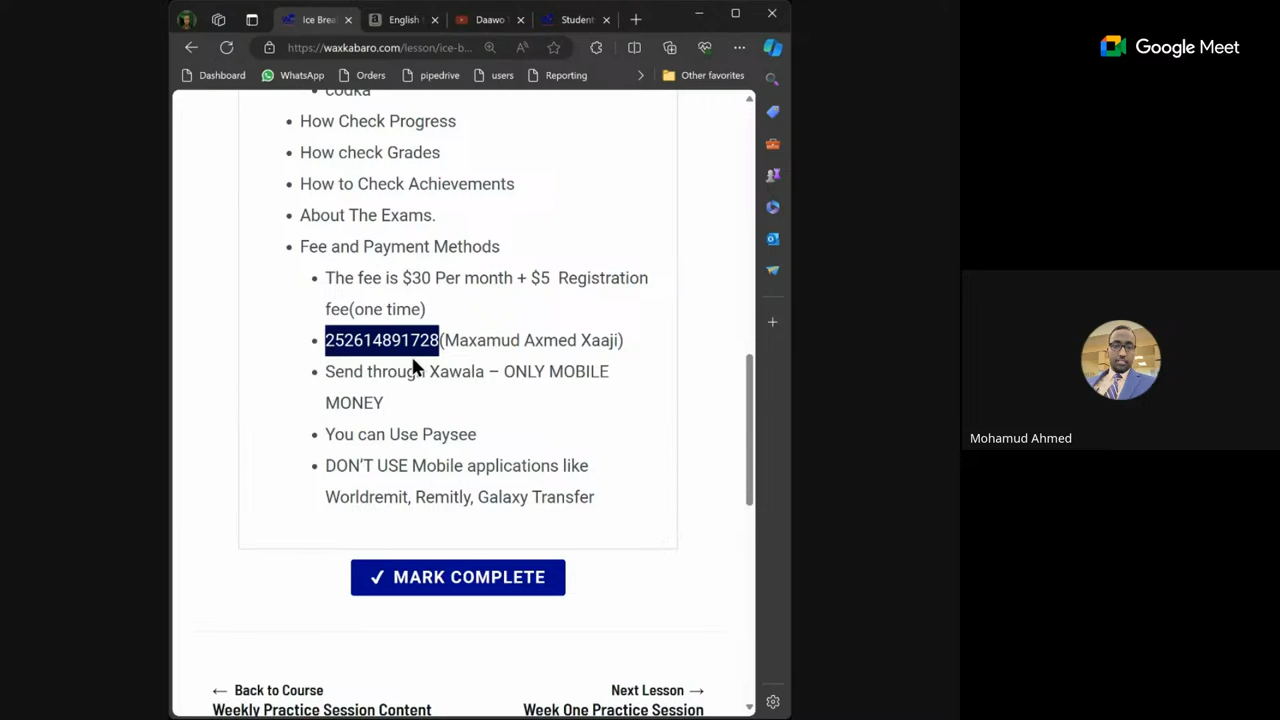 Ice Brea
English
Daawo
Student
https://waxkabaro.com/lesson/ice-b...
Dashboard
WhatsApp
Orders
pipedrive
users
Reporting
Other favorites
Google Meet
codka
How Check Progress
How check Grades
How to Check Achievements
About The Exams.
Fee and Payment Methods
The fee is $30 Per month + $5 Registration
fee(one time)
252614891728(Maxamud Axmed Xaaji)
Send through Xawala – ONLY MOBILE
MONEY
You can Use Paysee
DON'T USE Mobile applications like
Worldremit, Remitly, Galaxy Transfer
✓ MARK COMPLETE
← Back to Course
Weekly Practice Session Content
Next Lesson →
Week One Practice Session
Mohamud Ahmed